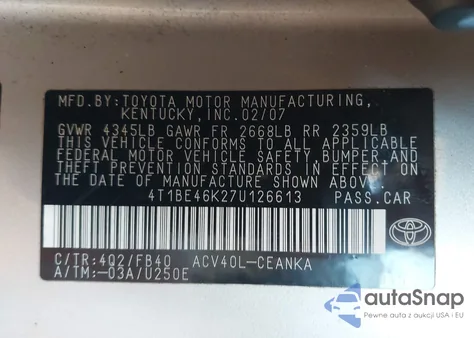 MFD. BY: TOYOTA MOTOR MANUFACTURING,
KENTUCKY, INC. 02/07
GVWR 4345LB GAWR FR 2668LB RR 2359LB
THIS VEHICLE CONFORMS TO ALL APPLICABLE
FEDERAL MOTOR VEHICLE SAFETY, BUMPER, AND
THEFT PREVENTION STANDARDS IN EFFECT ON
THE DATE OF MANUFACTURE SHOWN ABOVE.
4T1BE46K27U126613 PASS.CAR
C/TR: 4Q2/FB40 ACV40L-CEANKA
A/TM: -03A/U250E
TOYOTA
autoSnap
Pewne auta z aukcji USA i EU